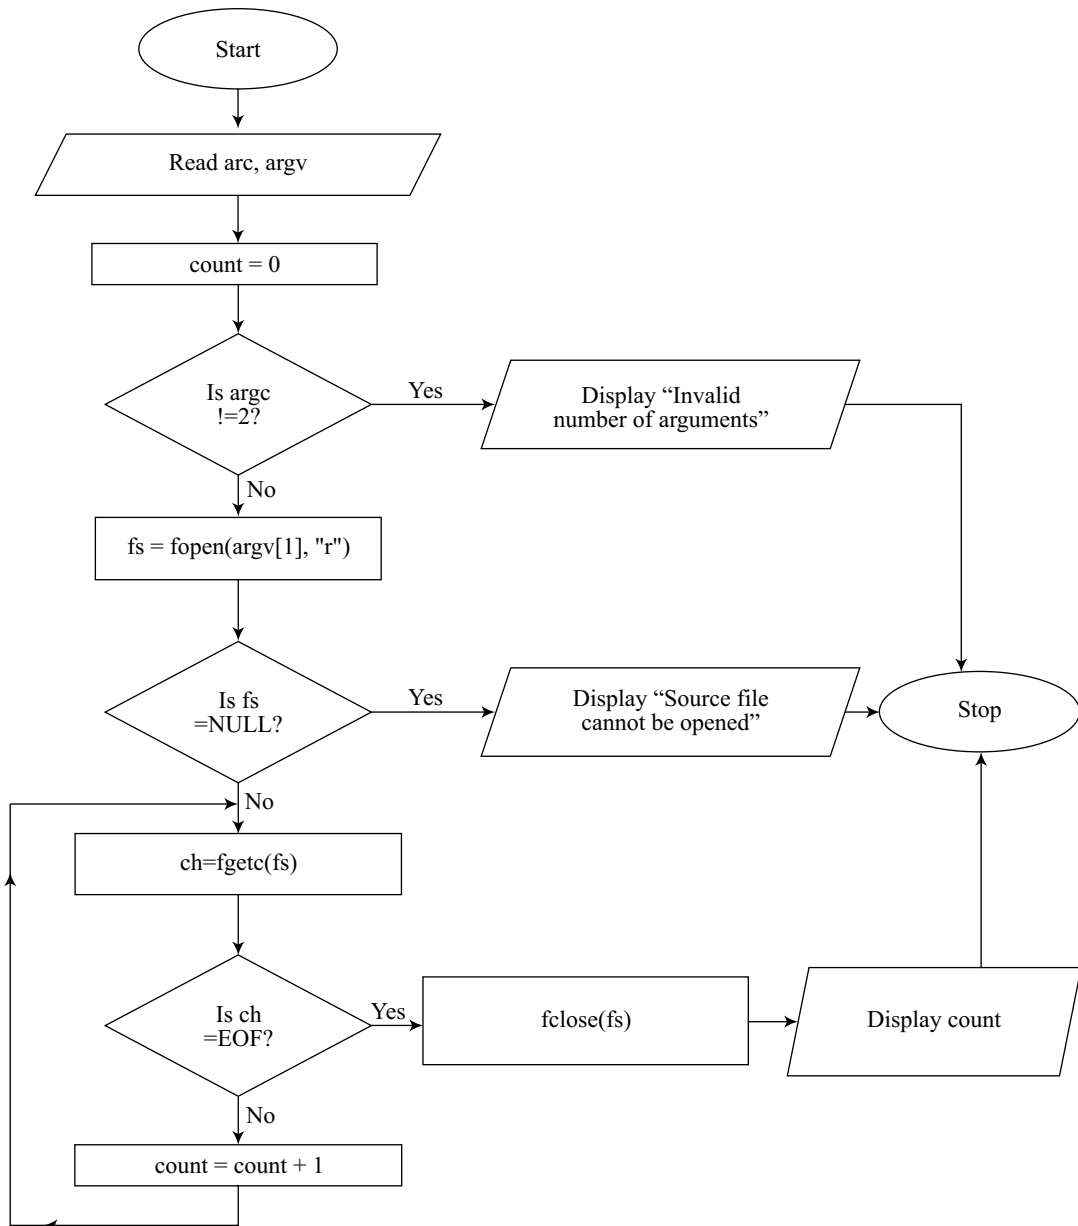 Start
Read arc, argv
count = 0
Is argc
!=2?
Yes
Display “Invalid
number of arguments”
No
fs = fopen(argv[1], "r")
Is fs
=NULL?
Yes
Display “Source file
cannot be opened”
Stop
No
ch=fgetc(fs)
Is ch
=EOF?
Yes
fclose(fs)
Display count
No
count = count + 1